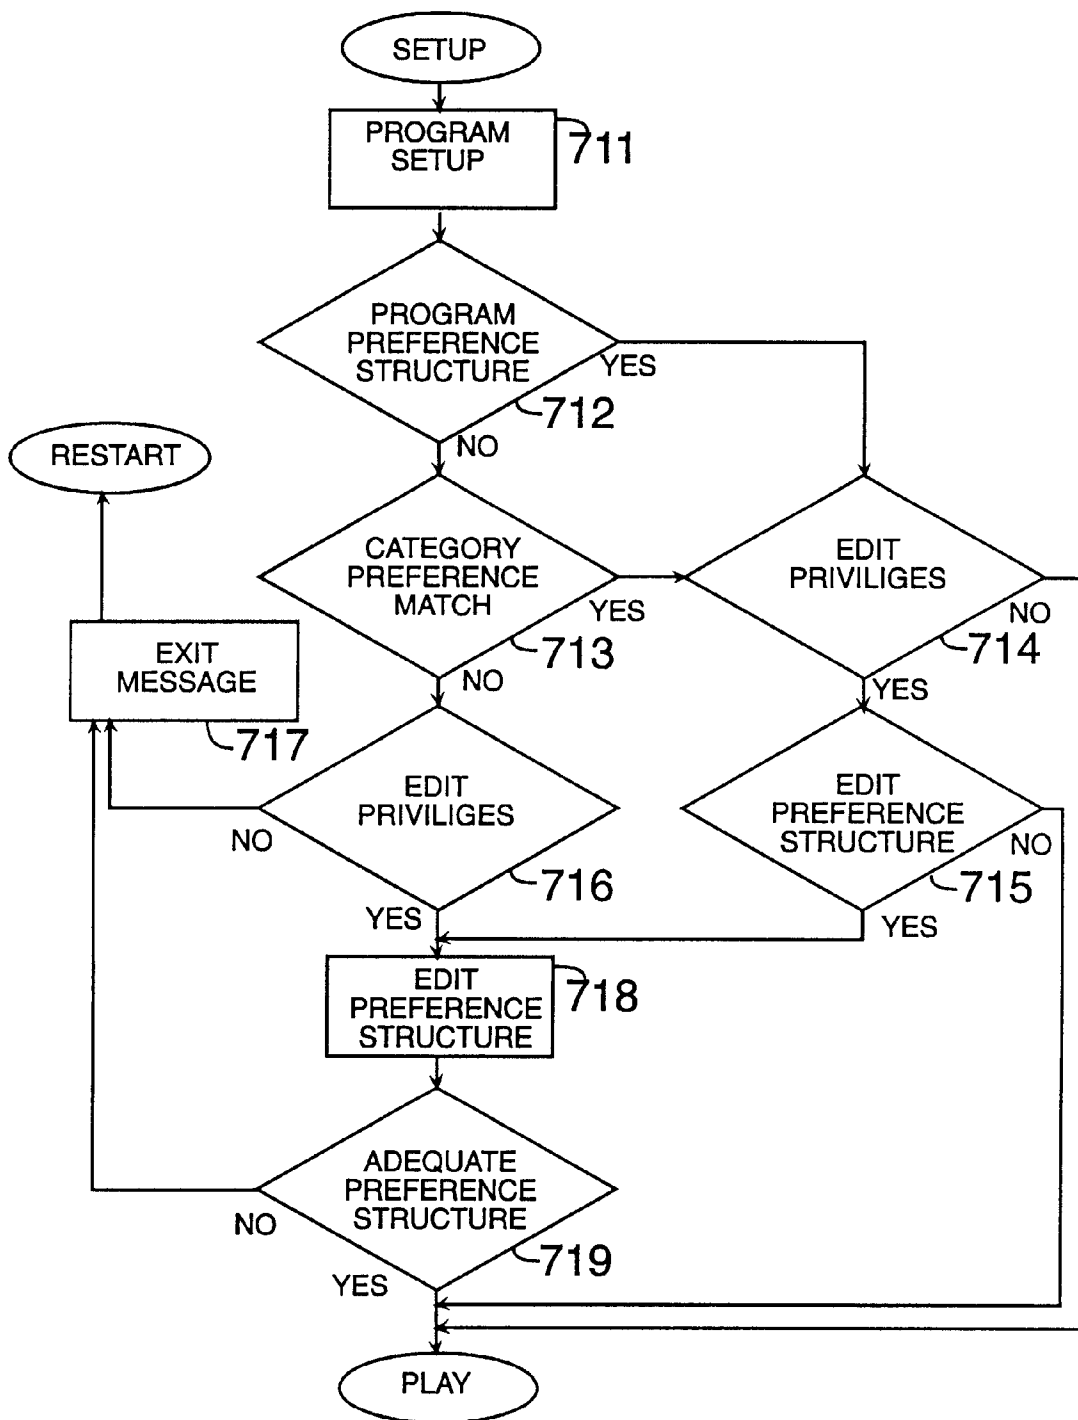 SETUP
PROGRAM
SETUP
711
PROGRAM
PREFERENCE
STRUCTURE
YES
712
NO
RESTART
CATEGORY
PREFERENCE
MATCH
YES
713
NO
EDIT
PRIVILIGES
NO
714
YES
EXIT
MESSAGE
717
EDIT
PRIVILIGES
NO
716
YES
EDIT
PREFERENCE
STRUCTURE
NO
715
YES
EDIT
PREFERENCE
STRUCTURE
718
ADEQUATE
PREFERENCE
STRUCTURE
NO
719
YES
PLAY